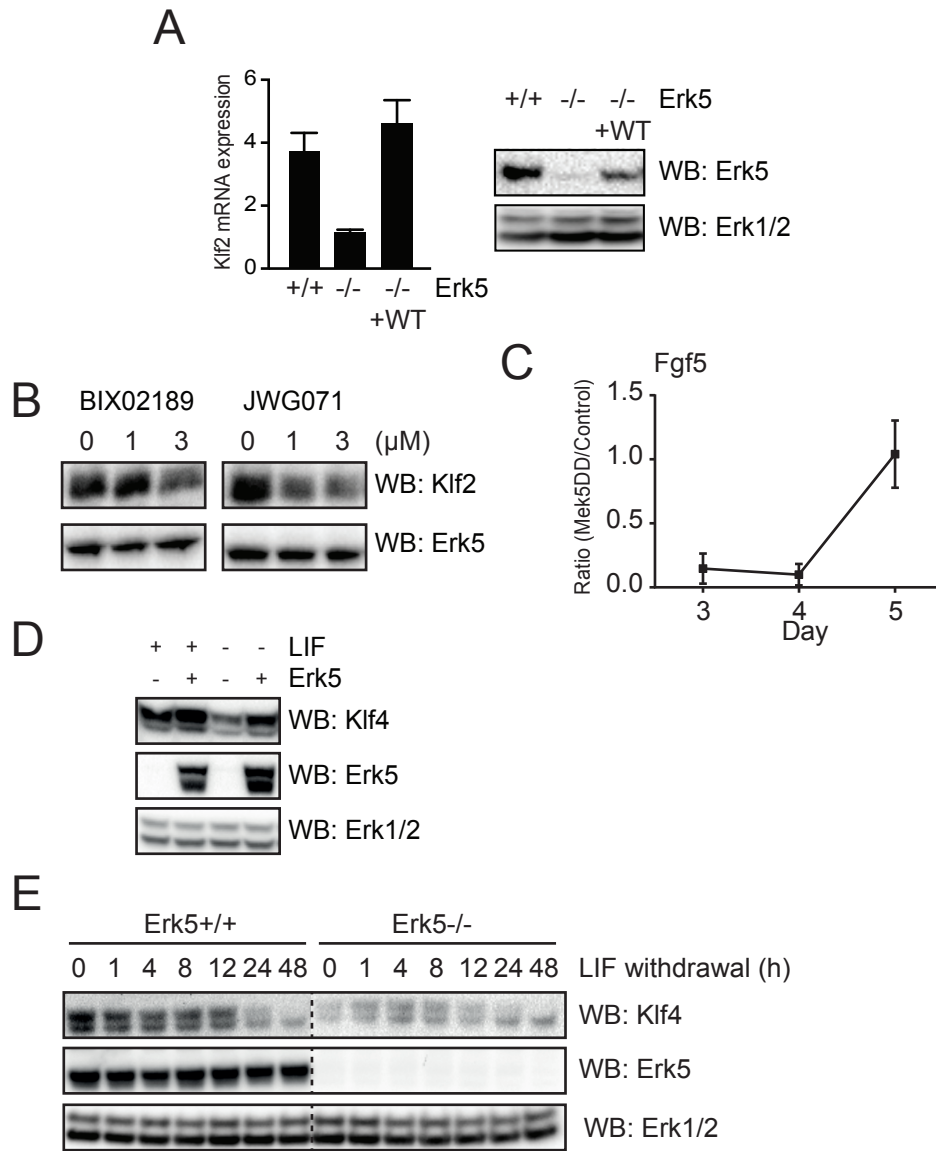 A
Klf2 mRNA expression
6
4
2
0
+/+ -/- -/- Erk5
+WT
+/+ -/- -/- Erk5
+WT
WB: Erk5
WB: Erk1/2
B
BIX02189 JWG071
0 1 3 0 1 3 (µM)
WB: Klf2
WB: Erk5
C
Fgf5
Ratio (Mek5DD/Control)
1.5
1.0
0.5
0.0
3 4 5
Day
D
+ + - - LIF
- + - + Erk5
WB: Klf4
WB: Erk5
WB: Erk1/2
E
Erk5+/+ Erk5-/-
0 1 4 8 12 24 48 0 1 4 8 12 24 48 LIF withdrawal (h)
WB: Klf4
WB: Erk5
WB: Erk1/2